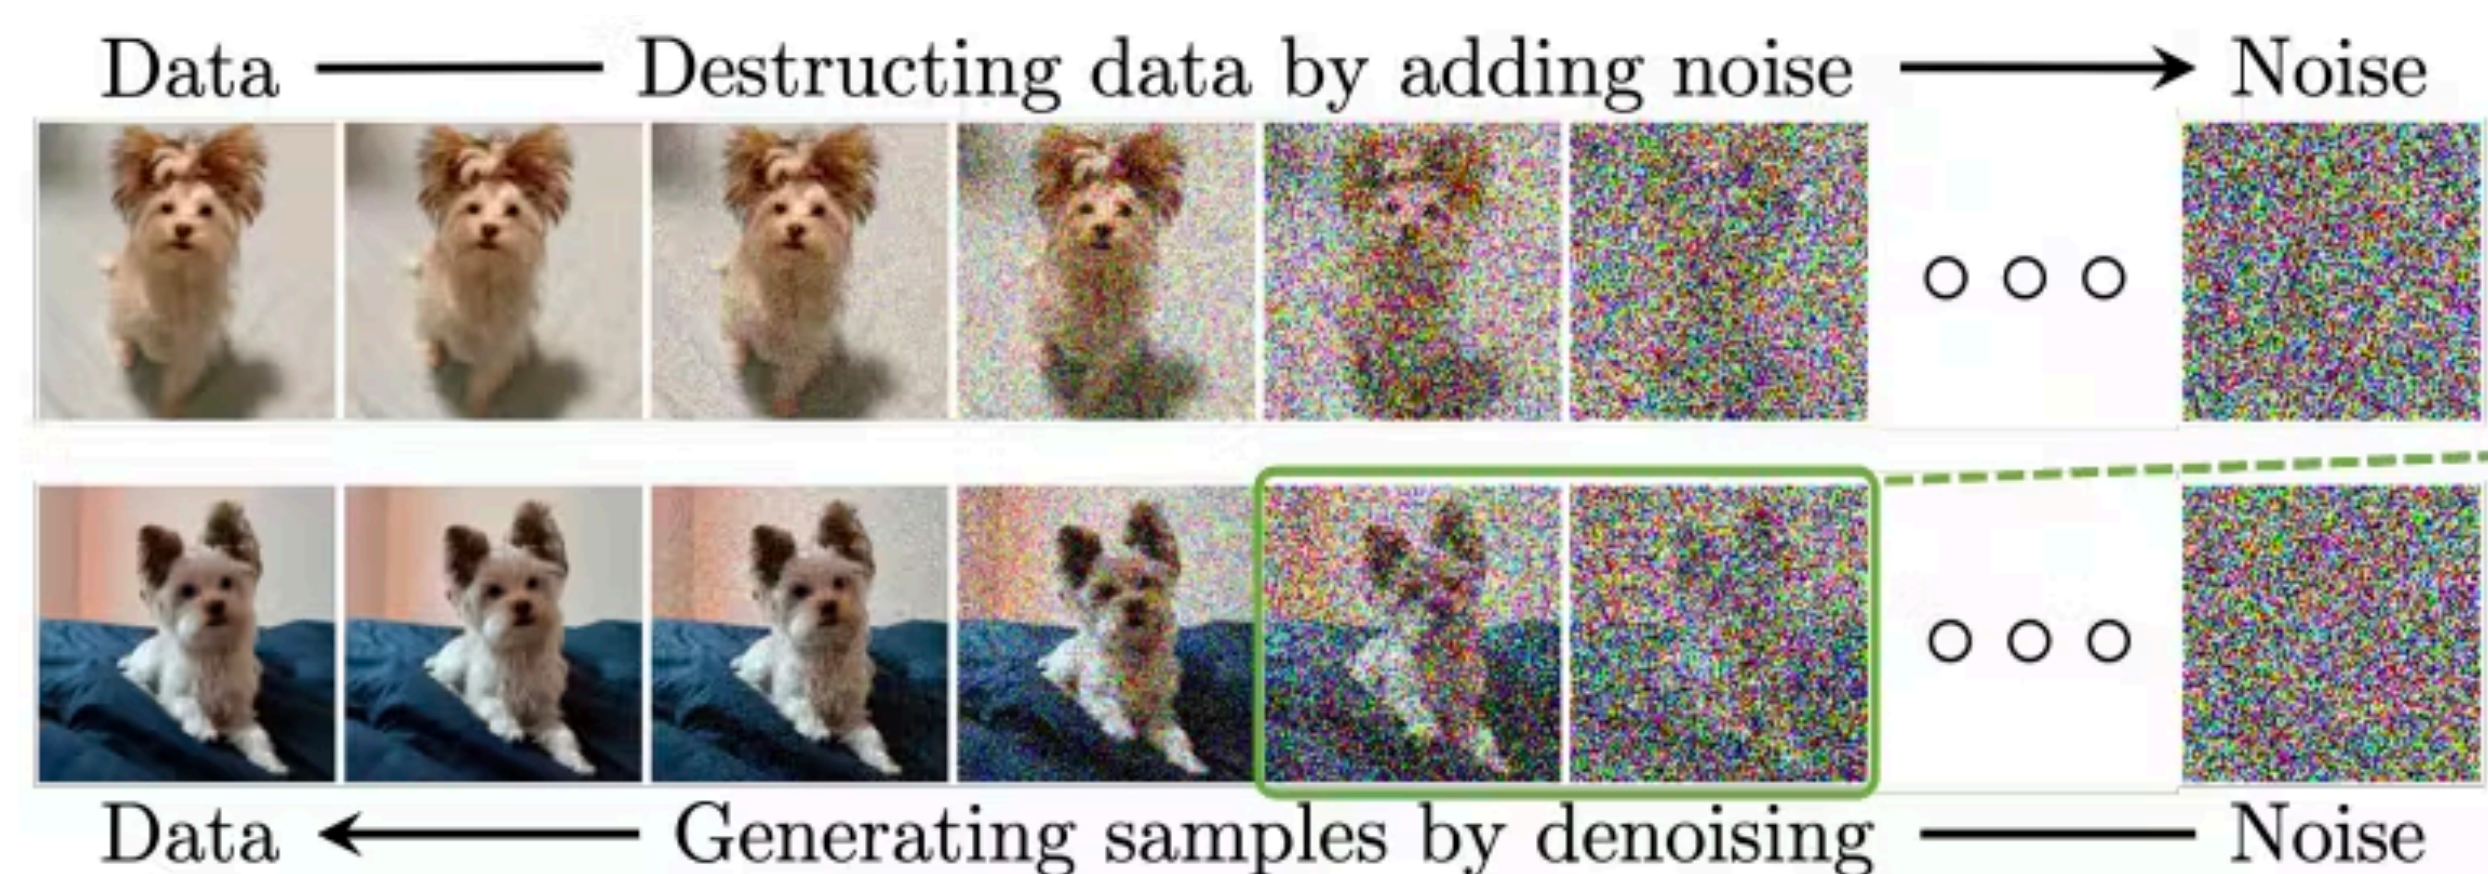 Data Destructing data by adding noise Noise
Data Generating samples by denoising Noise